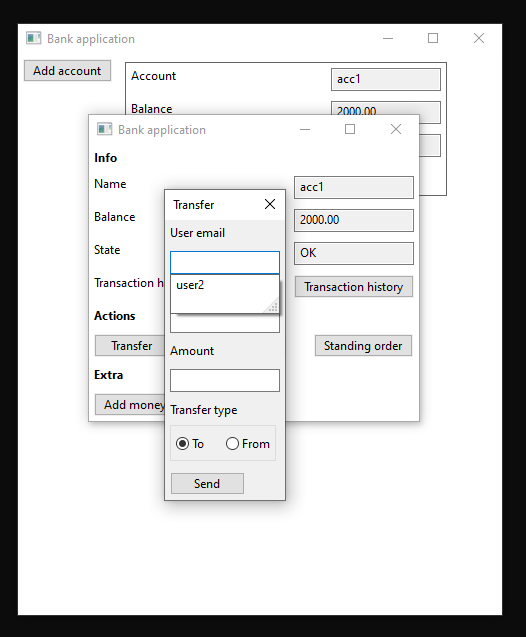 Bank application
Add account
Account
acc1
Balance
2000.00
Bank application
Info
Name
acc1
Balance
2000.00
State
OK
Transaction h
Transaction history
Actions
Transfer
Standing order
Extra
Add money
Transfer
User email
user2
Amount
Transfer type
To
From
Send